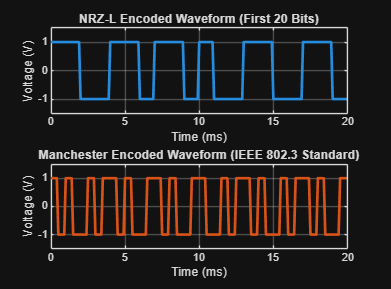 NRZ-L Encoded Waveform (First 20 Bits)
Voltage (V)
1
0
-1
0 5 10 15 20
Time (ms)
Manchester Encoded Waveform (IEEE 802.3 Standard)
Voltage (V)
1
0
-1
0 5 10 15 20
Time (ms)